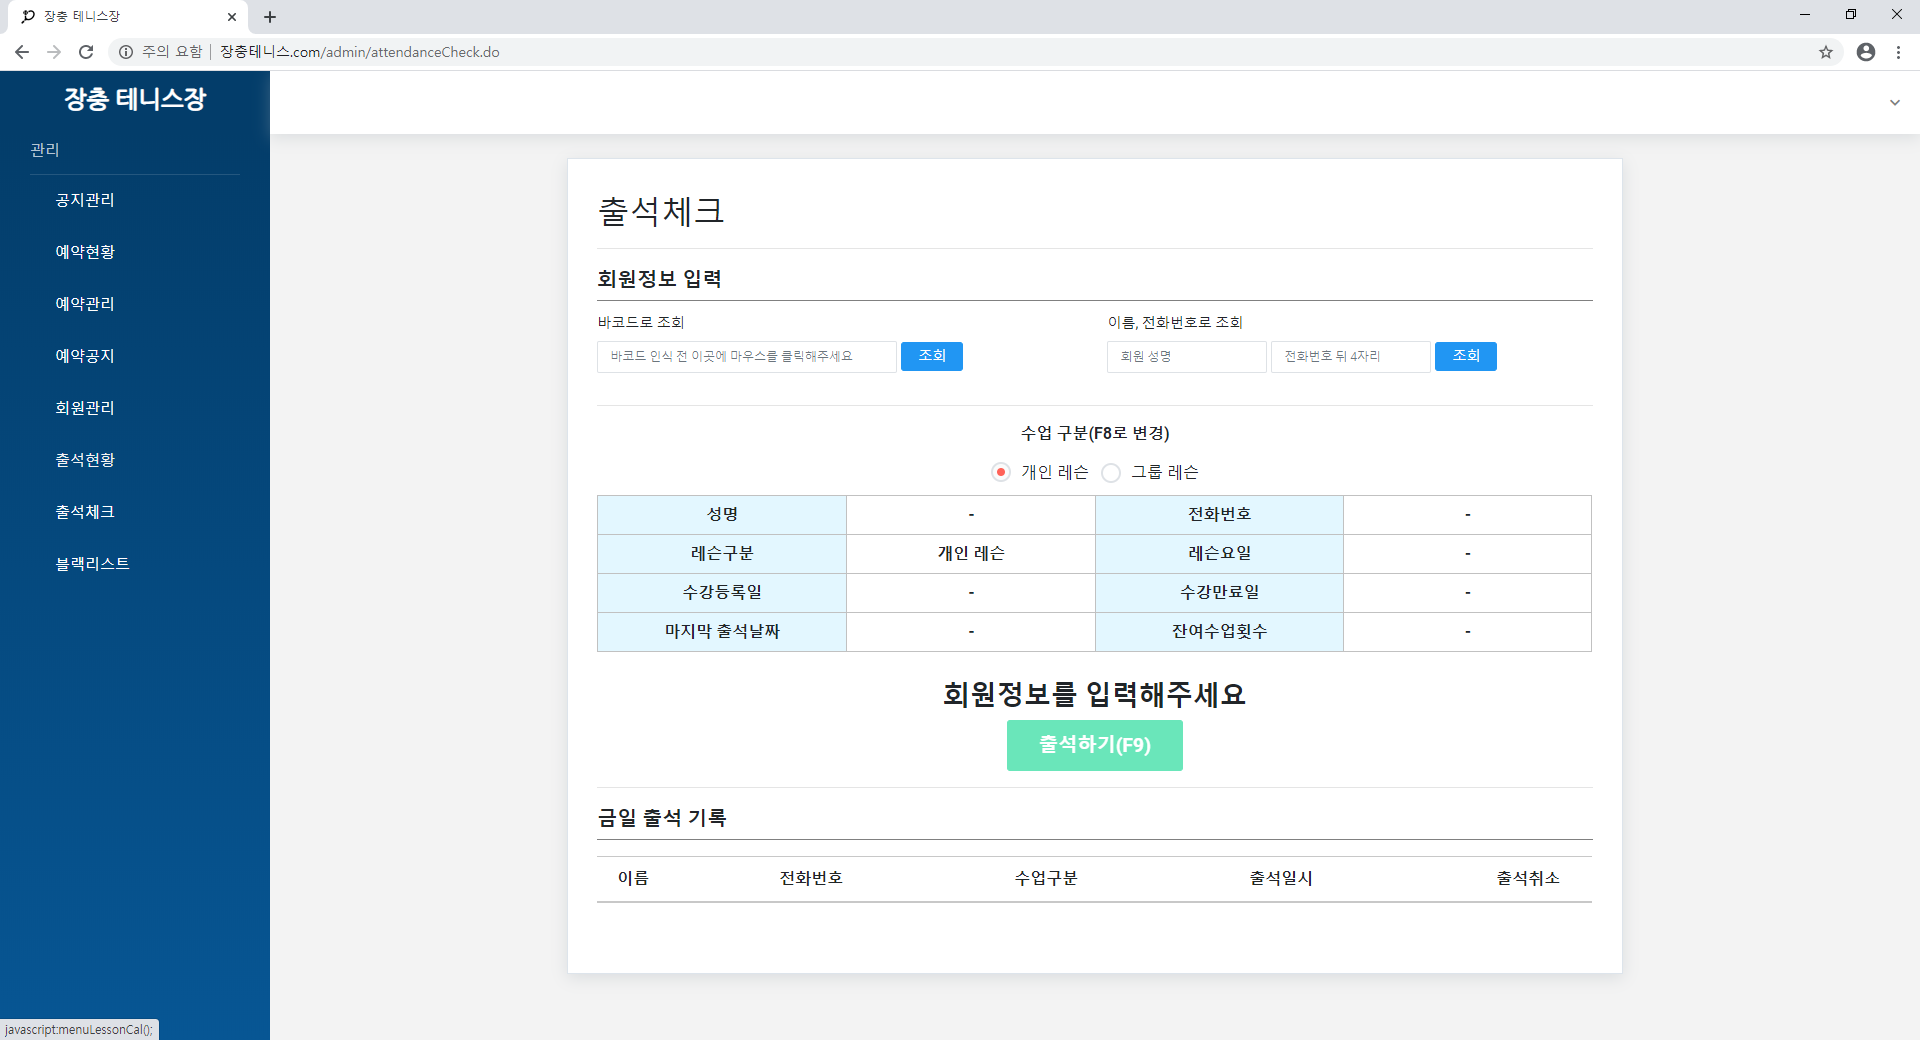 장충 테니스장
주의 요함 | 장충테니스.com/admin/attendanceCheck.do
장충 테니스장
관리
공지관리
예약현황
예약관리
예약공지
회원관리
출석현황
출석체크
블랙리스트
출석체크
회원정보 입력
바코드로 조회 이름, 전화번호로 조회
바코드 인식 전 이곳에 마우스를 클릭해주세요 조회 회원 성명 전화번호 뒤 4자리 조회
수업 구분(F8로 변경)
개인 레슨 그룹 레슨
성명 - 전화번호 -
레슨구분 개인 레슨 레슨요일 -
수강등록일 - 수강만료일 -
마지막 출석날짜 - 잔여수업횟수 -
회원정보를 입력해주세요
출석하기(F9)
금일 출석 기록
이름 전화번호 수업구분 출석일시 출석취소
javascript:menuLessonCal();